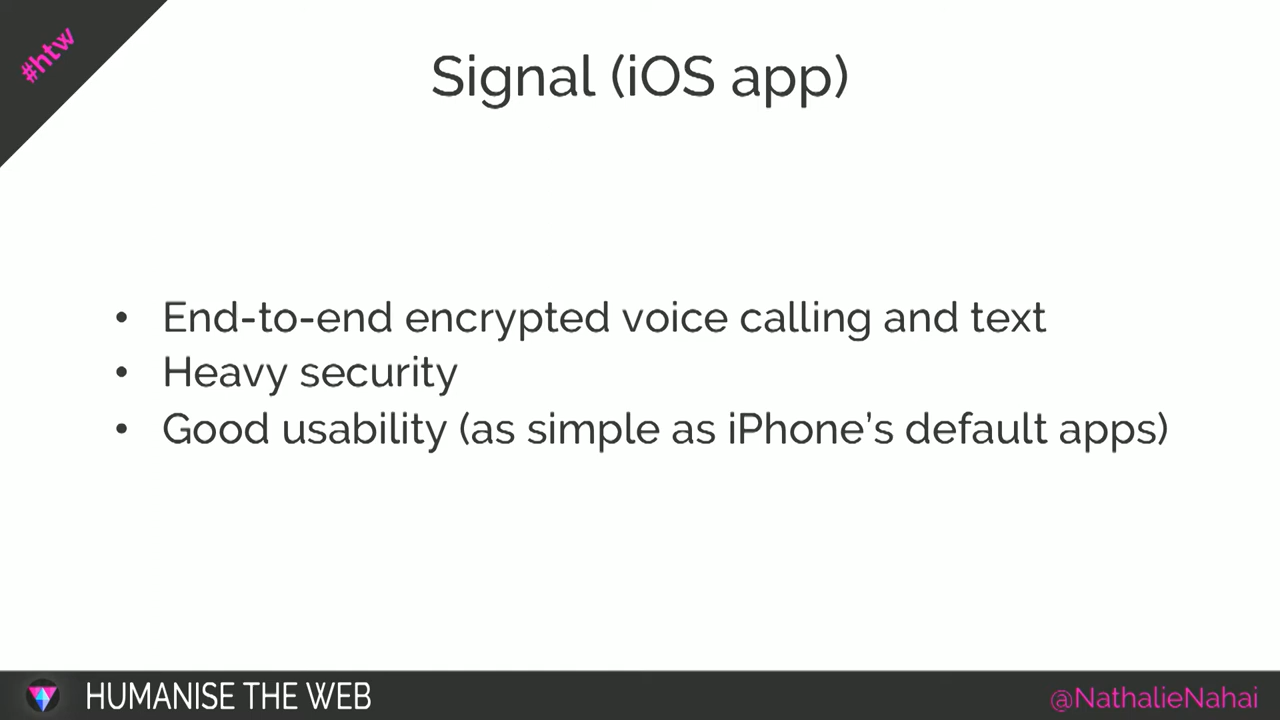 #htw
Signal (iOS app)
• End-to-end encrypted voice calling and text
• Heavy security
• Good usability (as simple as iPhone’s default apps)
HUMANISE THE WEB
@NathalieNahai